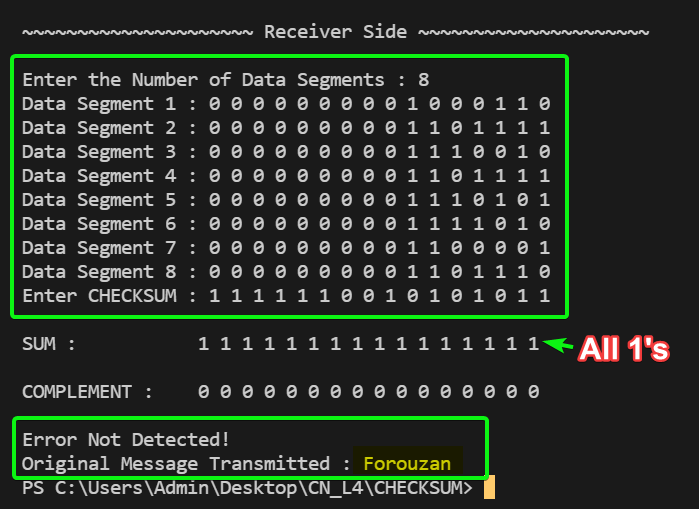 ~~~~~~~~~~~~~~~~~~~~~ Receiver Side ~~~~~~~~~~~~~~~~~~~~~
Enter the Number of Data Segments : 8
Data Segment 1 : 0 0 0 0 0 0 0 0 0 1 0 0 0 1 1 0
Data Segment 2 : 0 0 0 0 0 0 0 0 0 1 1 0 1 1 1 1
Data Segment 3 : 0 0 0 0 0 0 0 0 0 1 1 1 0 0 1 0
Data Segment 4 : 0 0 0 0 0 0 0 0 0 1 1 0 1 1 1 1
Data Segment 5 : 0 0 0 0 0 0 0 0 0 1 1 1 0 1 0 1
Data Segment 6 : 0 0 0 0 0 0 0 0 0 1 1 1 1 0 1 0
Data Segment 7 : 0 0 0 0 0 0 0 0 0 1 1 0 0 0 0 1
Data Segment 8 : 0 0 0 0 0 0 0 0 0 1 1 0 1 1 1 0
Enter CHECKSUM : 1 1 1 1 1 1 0 0 1 0 1 0 1 0 1 1
SUM : 1 1 1 1 1 1 1 1 1 1 1 1 1 1 1 1 All 1's
COMPLEMENT : 0 0 0 0 0 0 0 0 0 0 0 0 0 0 0 0
Error Not Detected!
Original Message Transmitted : Forouzan
PS C:\Users\Admin\Desktop\CN_L4\CHECKSUM>